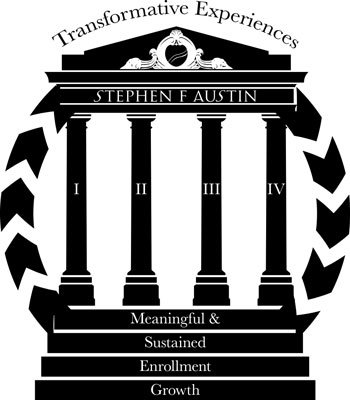 Transformative Experiences
STEPHEN F AUSTIN
I II III IV
Meaningful &
Sustained
Enrollment
Growth